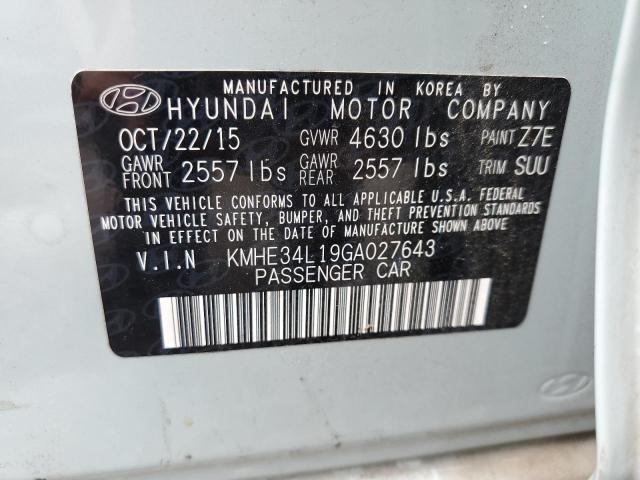 MANUFACTURED IN KOREA BY
HYUNDAI MOTOR COMPANY
OCT/22/15 GVWR 4630 lbs PAINT Z7E
GAWR FRONT 2557 lbs GAWR REAR 2557 lbs TRIM SUU
THIS VEHICLE CONFORMS TO ALL APPLICABLE U.S.A. FEDERAL
MOTOR VEHICLE SAFETY, BUMPER, AND THEFT PREVENTION STANDARDS
IN EFFECT ON THE DATE OF MANUFACTURE SHOWN ABOVE.
V.I.N KMHE34L19GA027643
PASSENGER CAR